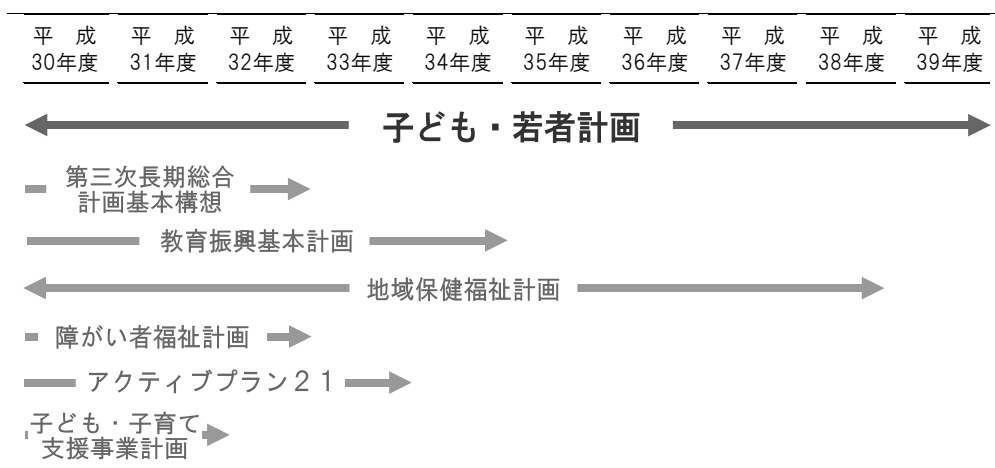 平成 平成 平成 平成 平成 平成 平成 平成 平成 平成
30年度 31年度 32年度 33年度 34年度 35年度 36年度 37年度 38年度 39年度
子ども・若者計画
第三次長期総合
計画基本構想
教育振興基本計画
地域保健福祉計画
障がい者福祉計画
アクティブプラン２１
子ども・子育て
支援事業計画